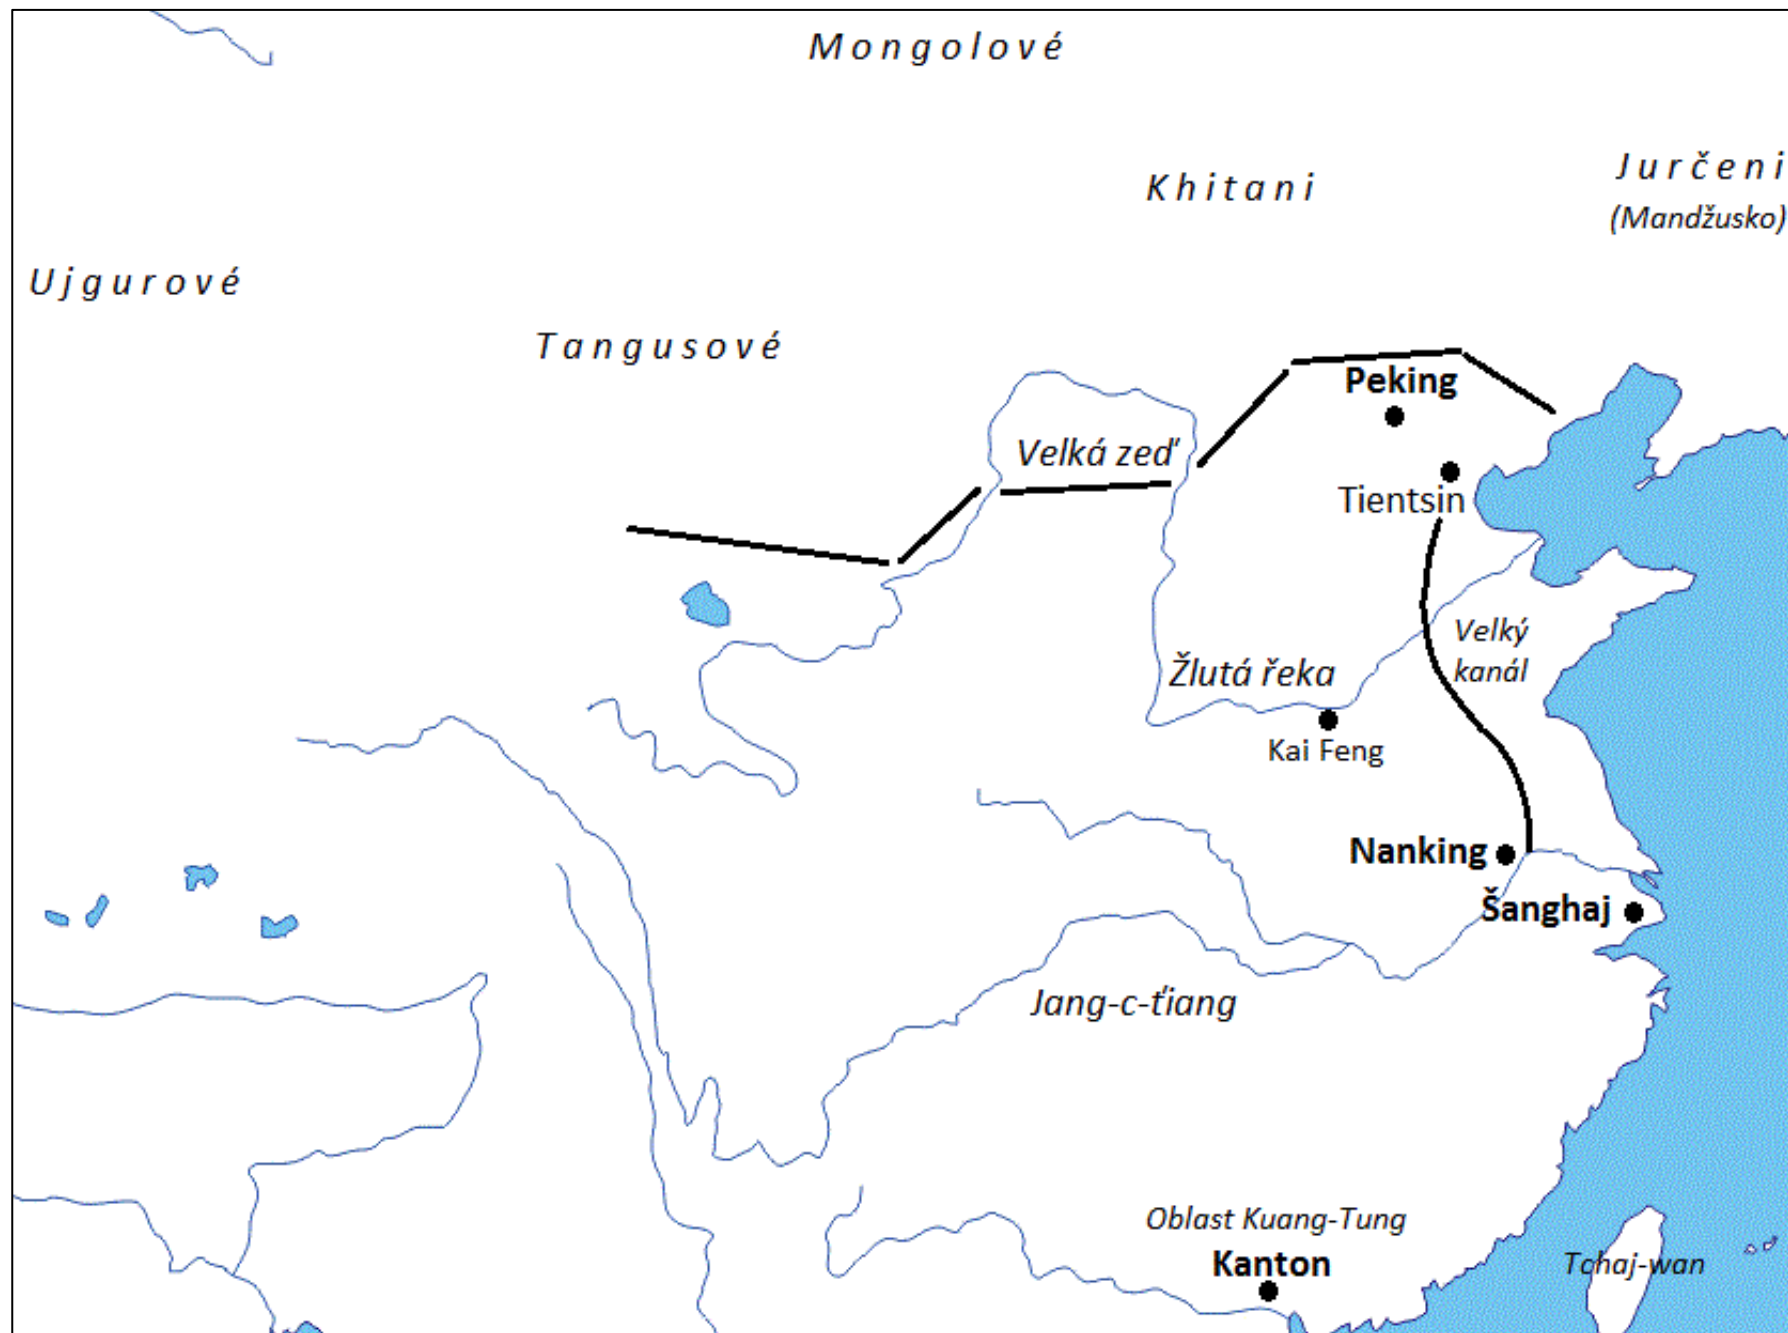 Mongolové
Jurčeni
Khitani
(Mandžusko)
Ujgurové
Tangusové
Peking
Velká zeď
Tientsin
Velký
kanál
Žlutá řeka
Kai Feng
Nanking
Šanghaj
Jang-c-ťiang
Oblast Kuang-Tung
Kanton
Tchaj-wan